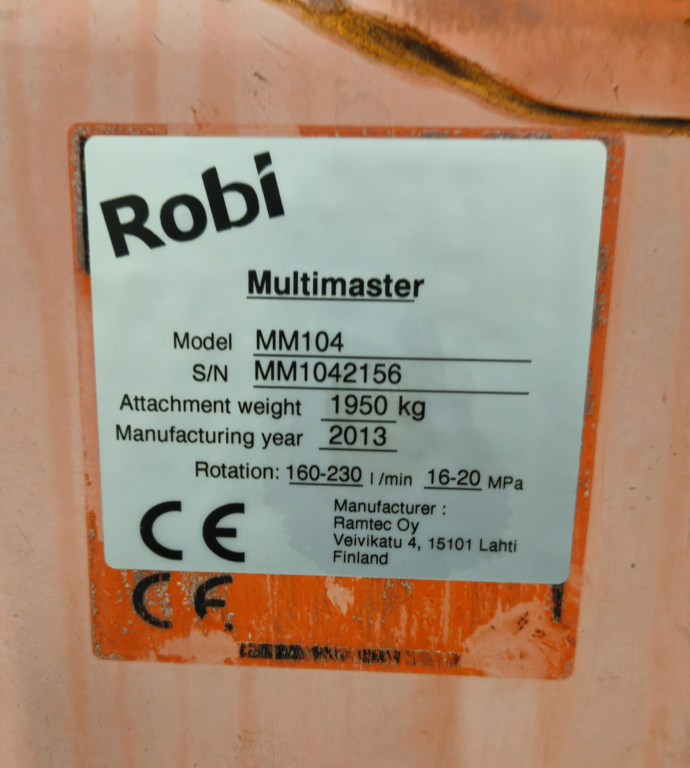 Robi
Multimaster
Model MM104
S/N MM1042156
Attachment weight 1950 kg
Manufacturing year 2013
Rotation: 160-230 l /min 16-20 MPa
CE
Manufacturer :
Ramtec Oy
Veivikatu 4, 15101 Lahti
Finland
CE